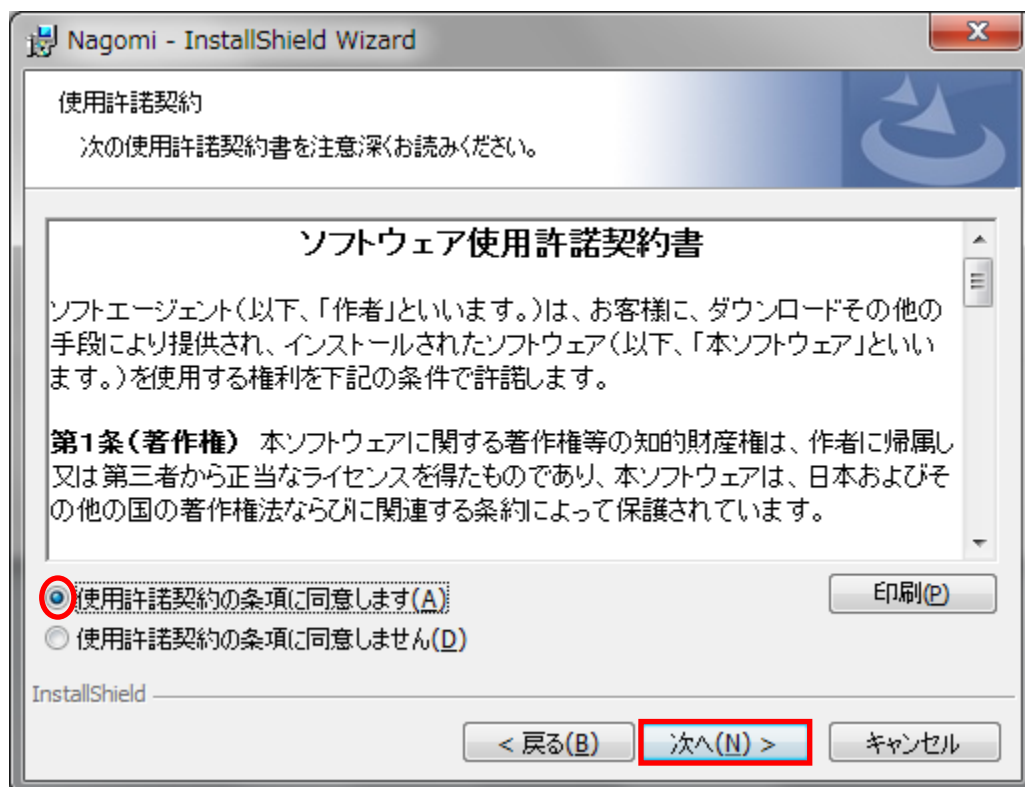 Nagomi - InstallShield Wizard
使用許諾契約
次の使用許諾契約書を注意深くお読みください。
ソフトウェア使用許諾契約書
ソフトエージェント(以下、「作者」といいます。)は、お客様に、ダウンロードその他の
手段により提供され、インストールされたソフトウェア(以下、「本ソフトウェア」といい
ます。)を使用する権利を下記の条件で許諾します。
第1条(著作権) 本ソフトウェアに関する著作権等の知的財産権は、作者に帰属し
又は第三者から正当なライセンスを得たものであり、本ソフトウェアは、日本およびそ
の他の国の著作権法ならびに関連する条約によって保護されています。
使用許諾契約の条項に同意します(A)
印刷(P)
使用許諾契約の条項に同意しません(D)
InstallShield
< 戻る(B)
次へ(N) >
キャンセル